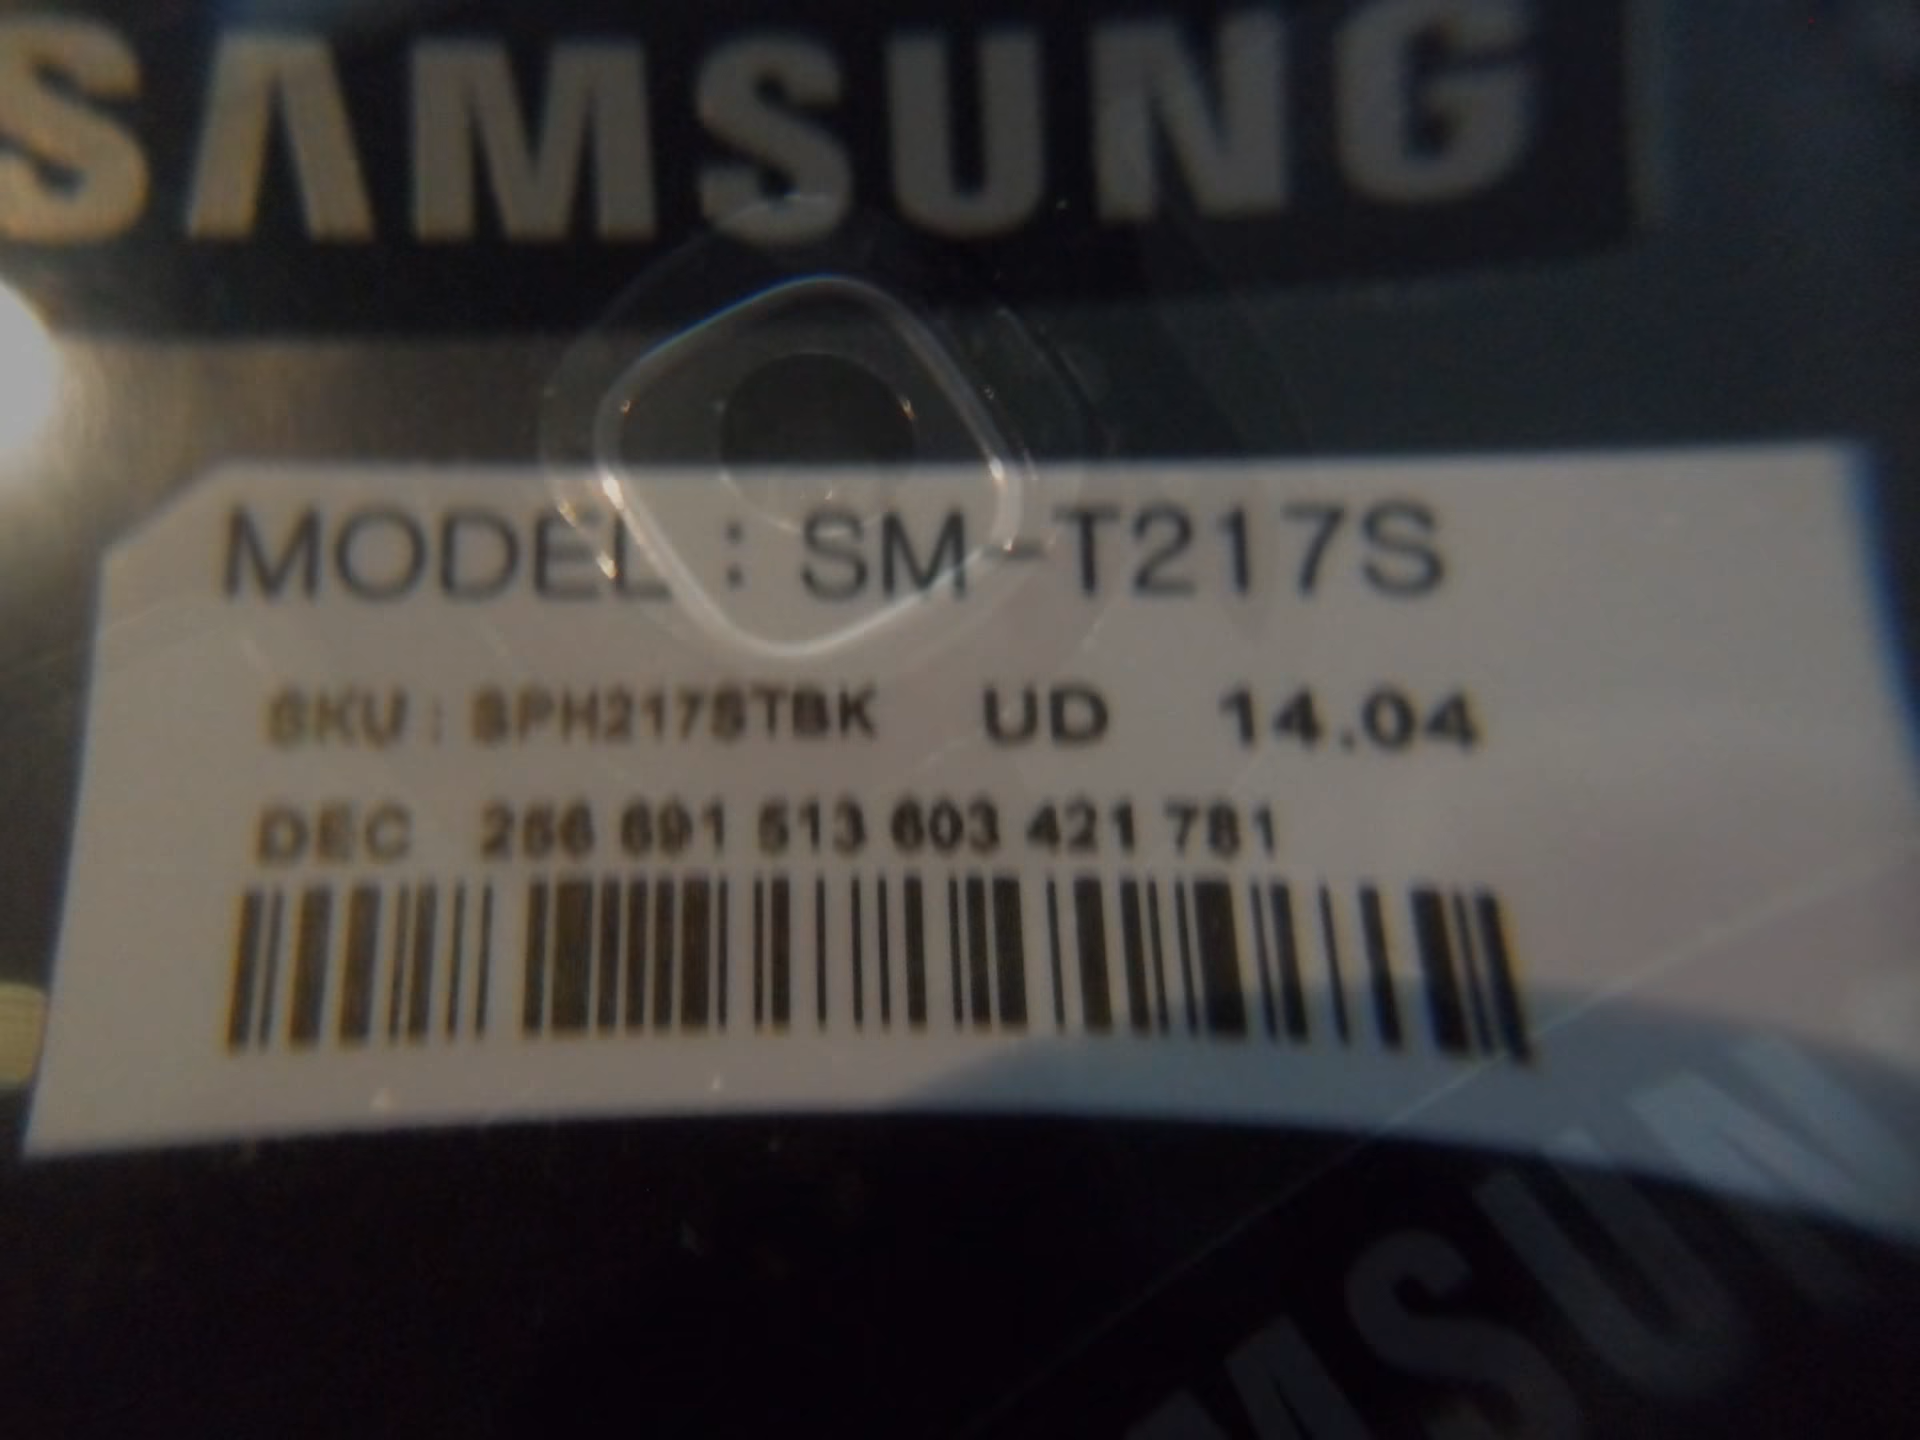 SAMSUNG
MODEL : SM-T217S
SKU : SPH217STBK UD 14.04
DEC 256 691 513 603 421 781